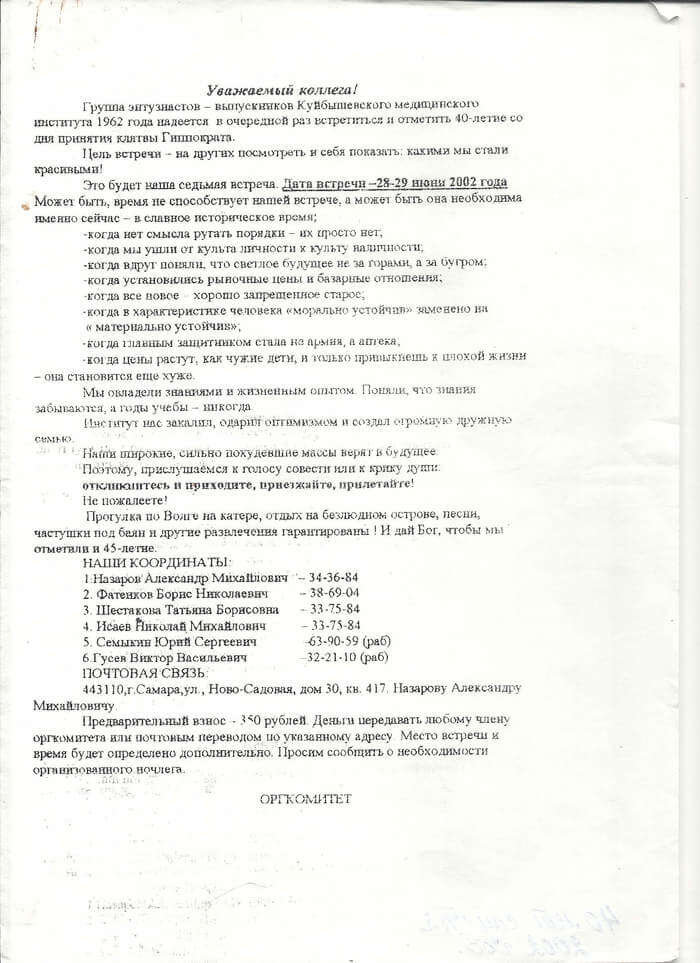 Уважаемый коллега!
Группа энтузиастов – выпускников Куйбышевского медицинского
института 1962 года надеется в очередной раз встретиться и отметить 40-летие со
дня принятия клятвы Гиппократа.
Цель встречи – на других посмотреть и себя показать: какими мы стали
красивыми!
Это будет наша седьмая встреча. Дата встречи –28-29 июня 2002 года
Может быть, время не способствует нашей встрече, а может быть она необходима
именно сейчас – в славное историческое время;
-когда нет смысла ругать порядки – их просто нет;
-когда мы ушли от культа личности к культу наличности;
-когда вдруг поняли, что светлое будущее не за горами, а за бугром;
-когда установились рыночные цены и базарные отношения;
-когда все новое – хорошо запрещенное старое;
-когда в характеристике человека «морально устойчив» заменено на
« материально устойчив»;
-когда главным защитником стала не армия, а аптека;
-когда цены растут, как чужие дети, и только привыкнешь к плохой жизни
– она становится еще хуже.
Мы овладели знаниями и жизненным опытом. Поняли, что знания
забываются, а годы учебы – никогда.
Институт нас закалил, одарил оптимизмом и создал огромную дружную
семью.
Наши широкие, сильно похудевшие массы верят в будущее.
Поэтому, прислушаемся к голосу совести или к крику души:
откликнитесь и приходите, приезжайте, прилетайте!
Не пожалеете!
Прогулка по Волге на катере, отдых на безлюдном острове, песни,
частушки под баян и другие развлечения гарантированы ! И дай Бог, чтобы мы
отметили и 45-летие.
НАШИ КООРДИНАТЫ:
1.Назаров Александр Михайлович – 34-36-84
2. Фатенков Борис Николаевич – 38-69-04
3. Шестакова Татьяна Борисовна – 33-75-84
4. Исаев Николай Михайлович – 33-75-84
5. Семыкин Юрий Сергеевич –63-90-59 (раб)
6.Гусев Виктор Васильевич –32-21-10 (раб)
ПОЧТОВАЯ СВЯЗЬ:
443110,г.Самара,ул., Ново-Садовая, дом 30, кв. 417. Назарову Александру
Михайловичу.
Предварительный взнос - 350 рублей. Деньги передавать любому члену
оргкомитета или почтовым переводом по указанному адресу. Место встречи и
время будет определено дополнительно. Просим сообщить о необходимости
организованного ночлега.
ОРГКОМИТЕТ